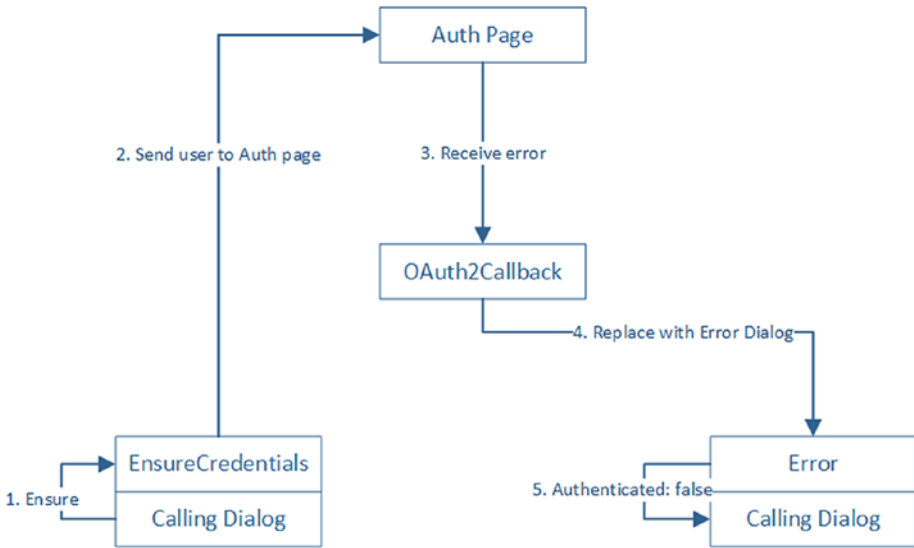 Auth Page
2. Send user to Auth page
3. Receive error
OAuth2Callback
4. Replace with Error Dialog
EnsureCredentials
1. Ensure
Calling Dialog
Error
5. Authenticated: false
Calling Dialog